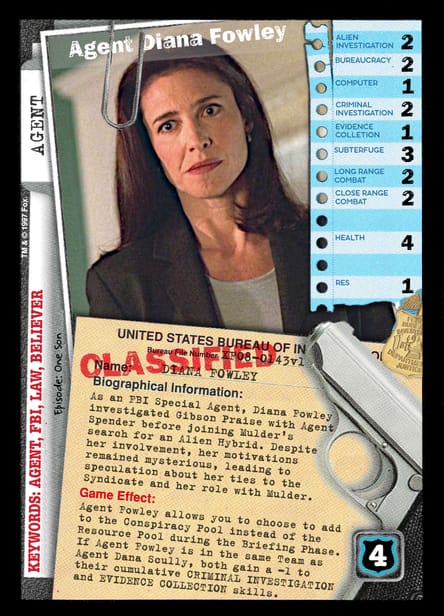 Agent Diana Fowley
AGENT
TM & © 1997 Fox.
KEYWORDS: AGENT, FBI, LAW, BELIEVER
Episode: One Son
ALIEN INVESTIGATION 2
BUREAUCRACY 2
COMPUTER 1
CRIMINAL INVESTIGATION 2
EVIDENCE COLLETION 1
SUBTERFUGE 3
LONG RANGE COMBAT 2
CLOSE RANGE COMBAT 2
HEALTH 4
RES 1
UNITED STATES BUREAU OF IN
Bureau File Number XF08-0143v1
CLASSIFIED
Name: DIANA FOWLEY
Biographical Information:
As an FBI Special Agent, Diana Fowley
investigated Gibson Praise with Agent
Spender before joining Mulder's
search for an Alien Hybrid. Despite
her involvement, her motivations
remained mysterious, leading to
speculation about her ties to the
Syndicate and her role with Mulder.
Game Effect:
Agent Fowley allows you to choose to add
to the Conspiracy Pool instead of the
Resource Pool during the Briefing Phase.
If Agent Fowley is in the same Team as
Agent Dana Scully, both gain a -1 to
their cumulative CRIMINAL INVESTIGATION
and EVIDENCE COLLECTION skills.
4